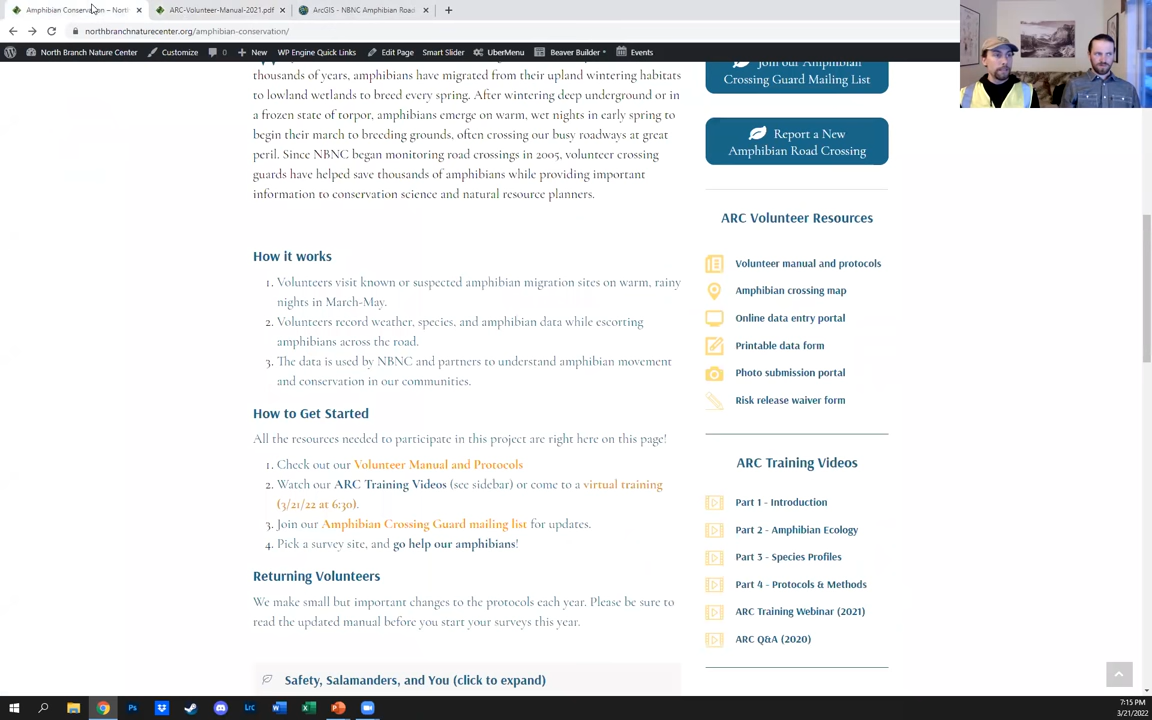 Amphibian Conservation – North
ARC-Volunteer-Manual-2021.pdf
ArcGIS - NBNC Amphibian Road
northbranchnaturecenter.org/amphibian-conservation/
North Branch Nature Center
Customize
0
New
WP Engine Quick Links
Edit Page
Smart Slider
UberMenu
Beaver Builder
Events
thousands of years, amphibians have migrated from their upland wintering habitats
to lowland wetlands to breed every spring. After wintering deep underground or in
a frozen state of torpor, amphibians emerge on warm, wet nights in early spring to
begin their march to breeding grounds, often crossing our busy roadways at great
peril. Since NBNC began monitoring road crossings in 2005, volunteer crossing
guards have helped save thousands of amphibians while providing important
information to conservation science and natural resource planners.
How it works
1. Volunteers visit known or suspected amphibian migration sites on warm, rainy
nights in March-May.
2. Volunteers record weather, species, and amphibian data while escorting
amphibians across the road.
3. The data is used by NBNC and partners to understand amphibian movement
and conservation in our communities.
How to Get Started
All the resources needed to participate in this project are right here on this page!
1. Check out our Volunteer Manual and Protocols
2. Watch our ARC Training Videos (see sidebar) or come to a virtual training
(3/21/22 at 6:30).
3. Join our Amphibian Crossing Guard mailing list for updates.
4. Pick a survey site, and go help our amphibians!
Returning Volunteers
We make small but important changes to the protocols each year. Please be sure to
read the updated manual before you start your surveys this year.
Safety, Salamanders, and You (click to expand)
Join our Amphibian
Crossing Guard Mailing List
Report a New
Amphibian Road Crossing
ARC Volunteer Resources
Volunteer manual and protocols
Amphibian crossing map
Online data entry portal
Printable data form
Photo submission portal
Risk release waiver form
ARC Training Videos
Part 1 - Introduction
Part 2 - Amphibian Ecology
Part 3 - Species Profiles
Part 4 - Protocols & Methods
ARC Training Webinar (2021)
ARC Q&A (2020)
Ps
Lrc
7:15 PM
3/21/2022